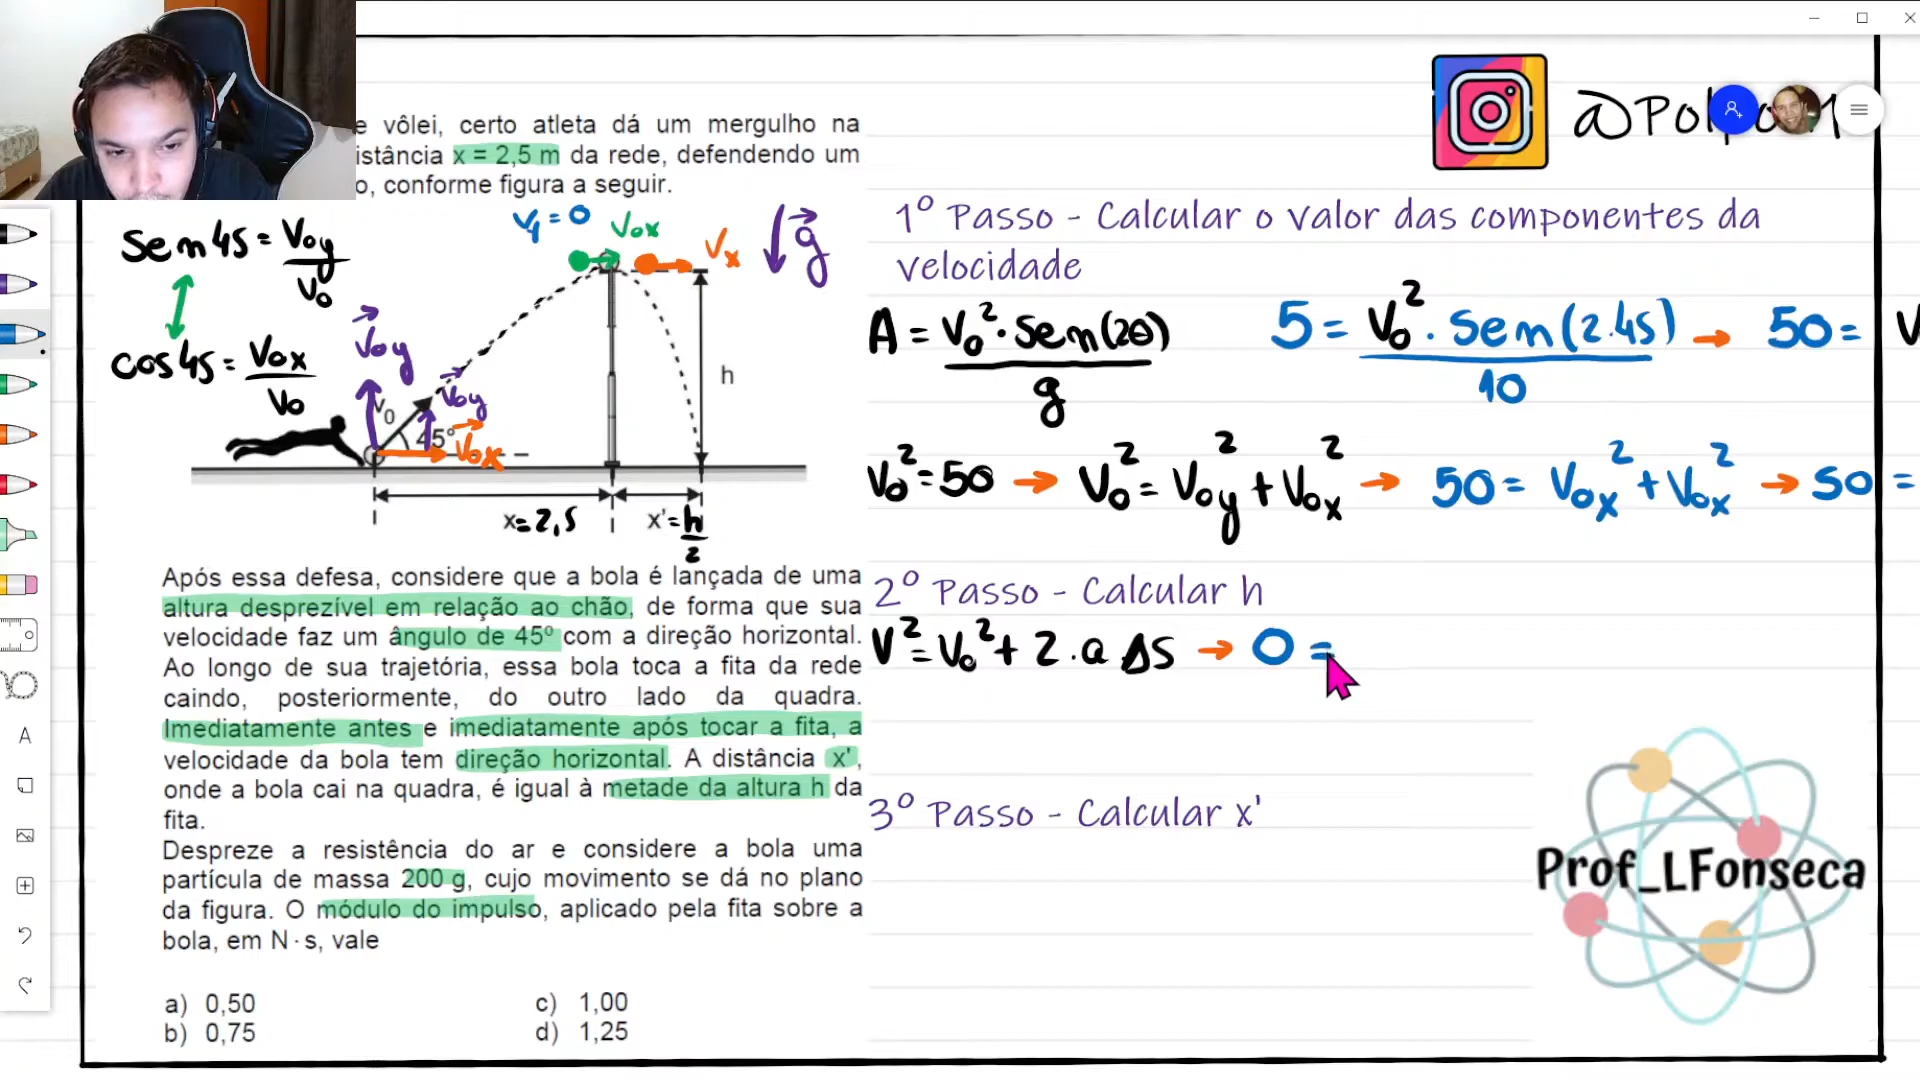 e vôlei, certo atleta dá um mergulho na
istância x = 2,5 m da rede, defendendo um
o, conforme figura a seguir.
sen 45 = Voy
Vo
cos 45 = Vox
Vo
Vy = 0
Vox
Vx
g
Voy
V0
Voy
45°
Vox
h
x = 2,5
x' = h
2
Após essa defesa, considere que a bola é lançada de uma
altura desprezível em relação ao chão, de forma que sua
velocidade faz um ângulo de 45º com a direção horizontal.
Ao longo de sua trajetória, essa bola toca a fita da rede
caindo, posteriormente, do outro lado da quadra.
Imediatamente antes e imediatamente após tocar a fita, a
velocidade da bola tem direção horizontal. A distância x',
onde a bola cai na quadra, é igual à metade da altura h da
fita.
Despreze a resistência do ar e considere a bola uma
partícula de massa 200 g, cujo movimento se dá no plano
da figura. O módulo do impulso, aplicado pela fita sobre a
bola, em N·s, vale
a) 0,50
b) 0,75
c) 1,00
d) 1,25
1º Passo - Calcular o valor das componentes da
velocidade
A = Vo² . sen(2θ)
g
5 = Vo² . sen(2.45) → 50 = V
10
Vo² = 50 → Vo² = Voy² + Vox² → 50 = Vox² + Vox² → 50 =
2º Passo - Calcular h
V² = Vo² + 2 . a ΔS → 0 =
3º Passo - Calcular x'
Prof_LFonseca
A